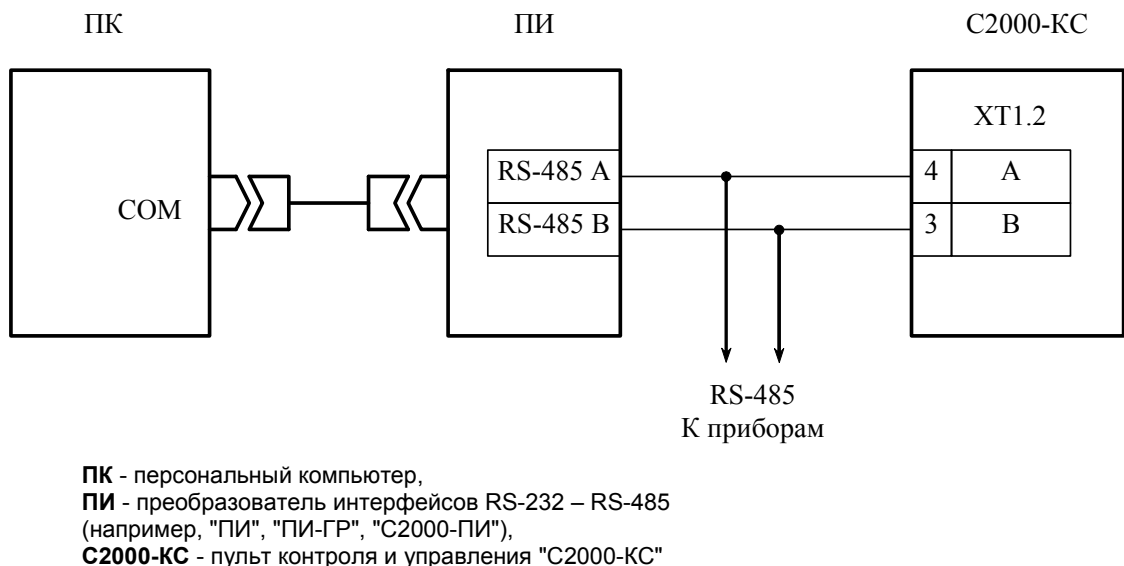 ПК
ПИ
С2000-КС
COM
RS-485 A
RS-485 B
XT1.2
4 A
3 B
RS-485
К приборам
ПК - персональный компьютер,
ПИ - преобразователь интерфейсов RS-232 – RS-485
(например, "ПИ", "ПИ-ГР", "С2000-ПИ"),
С2000-КС - пульт контроля и управления "С2000-КС"